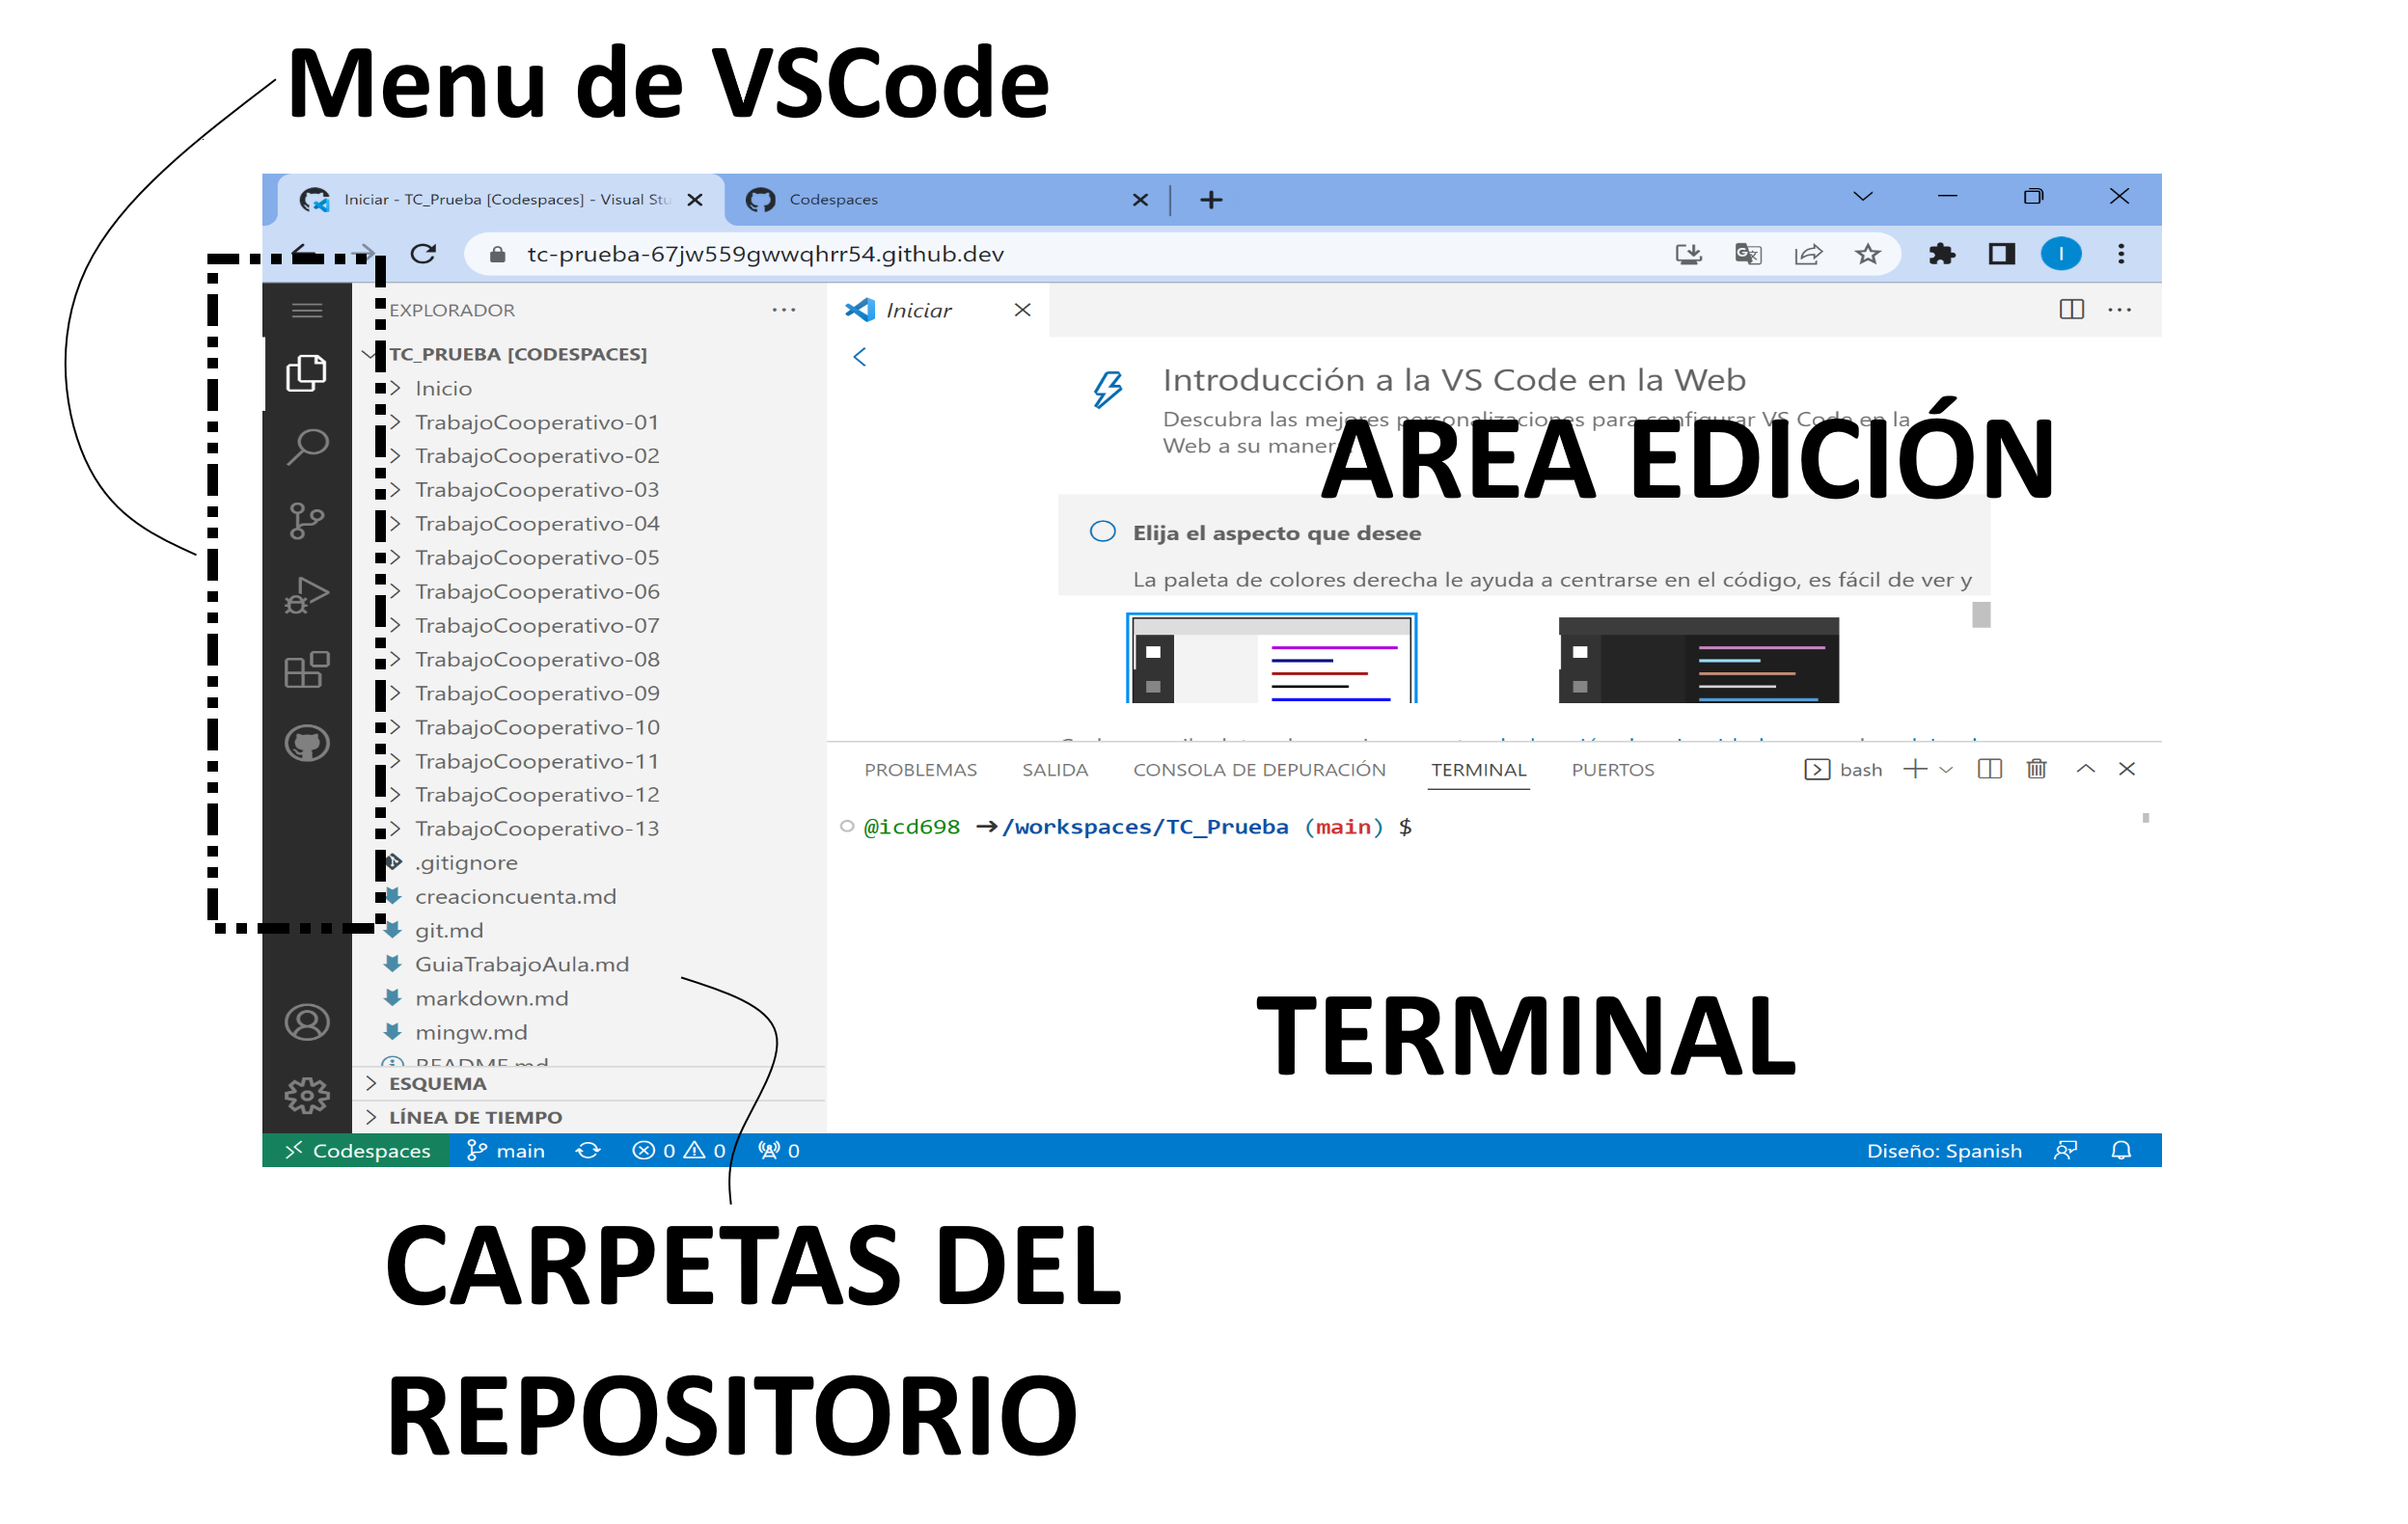 Menu de VSCode
Iniciar - TC_Prueba [Codespaces] - Visual Stu
Codespaces
tc-prueba-67jw559gwwqhrr54.github.dev
EXPLORADOR
TC_PRUEBA [CODESPACES]
Inicio
TrabajoCooperativo-01
TrabajoCooperativo-02
TrabajoCooperativo-03
TrabajoCooperativo-04
TrabajoCooperativo-05
TrabajoCooperativo-06
TrabajoCooperativo-07
TrabajoCooperativo-08
TrabajoCooperativo-09
TrabajoCooperativo-10
TrabajoCooperativo-11
TrabajoCooperativo-12
TrabajoCooperativo-13
.gitignore
creacioncuenta.md
git.md
GuiaTrabajoAula.md
markdown.md
mingw.md
README.md
ESQUEMA
LÍNEA DE TIEMPO
Iniciar
Introducción a la VS Code en la Web
Descubra las mejores personalizaciones para configurar VS Code en la
Web a su maner
AREA EDICIÓN
Elija el aspecto que desee
La paleta de colores derecha le ayuda a centrarse en el código, es fácil de ver y
PROBLEMAS SALIDA CONSOLA DE DEPURACIÓN TERMINAL PUERTOS bash
@icd698 →/workspaces/TC_Prueba (main) $
TERMINAL
Codespaces main 0 0 0 Diseño: Spanish
CARPETAS DEL
REPOSITORIO